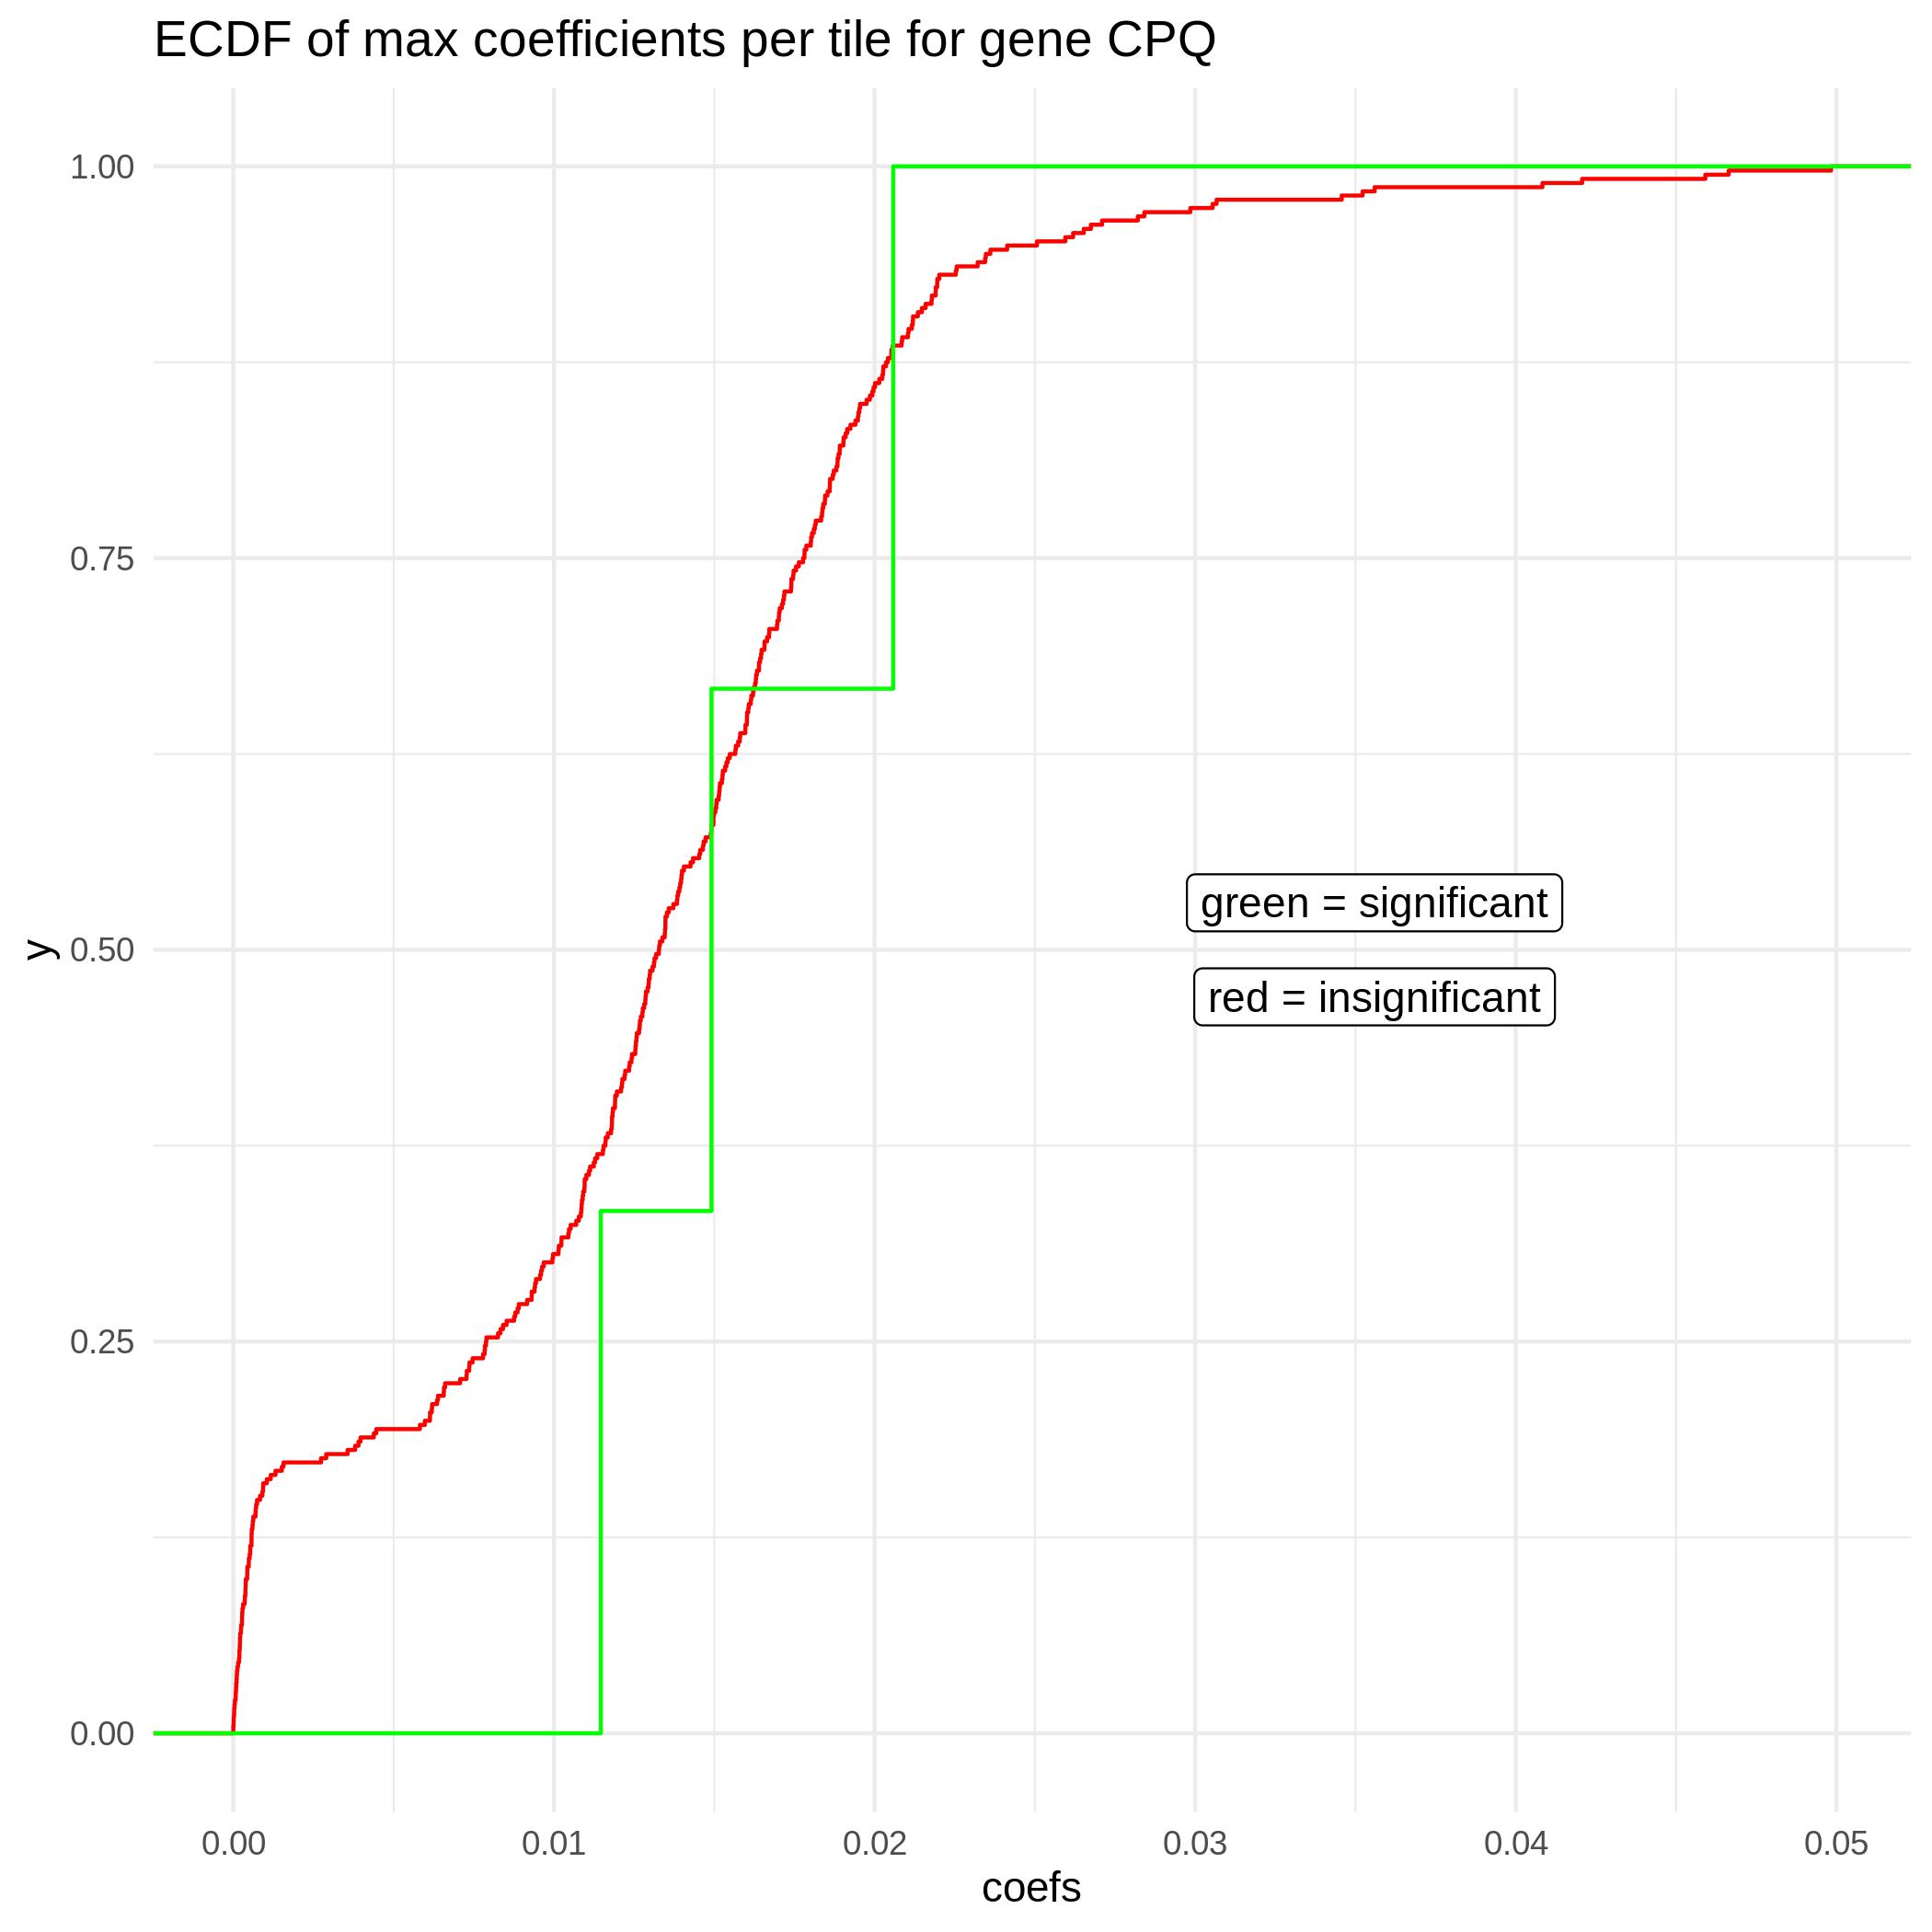 ECDF of max coefficients per tile for gene CPQ
1.00
0.75
0.50
0.25
0.00
y
green = significant
red = insignificant
0.00 0.01 0.02 0.03 0.04 0.05
coefs